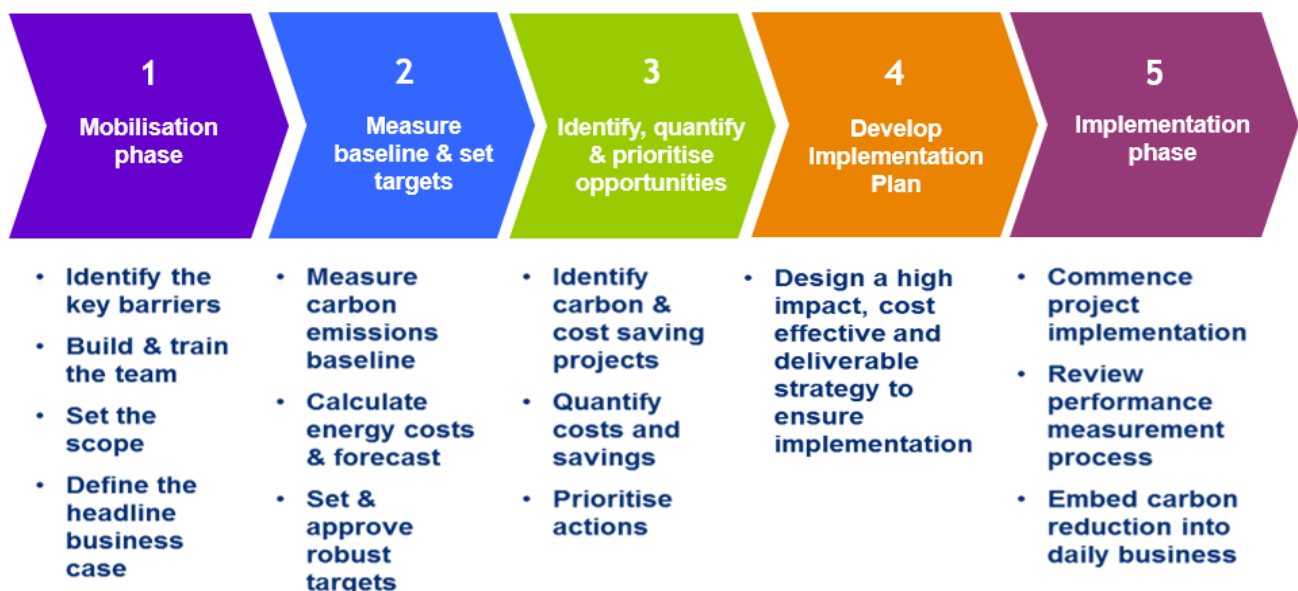 1
Mobilisation
phase
2
Measure
baseline & set
targets
3
Identify, quantify
& prioritise
opportunities
4
Develop
Implementation
Plan
5
Implementation
phase
• Identify the
key barriers
• Build & train
the team
• Set the
scope
• Define the
headline
business
case
• Measure
carbon
emissions
baseline
• Calculate
energy costs
& forecast
• Set &
approve
robust
targets
• Identify
carbon &
cost saving
projects
• Quantify
costs and
savings
• Prioritise
actions
• Design a high
impact, cost
effective and
deliverable
strategy to
ensure
implementation
• Commence
project
implementation
• Review
performance
measurement
process
• Embed carbon
reduction into
daily business